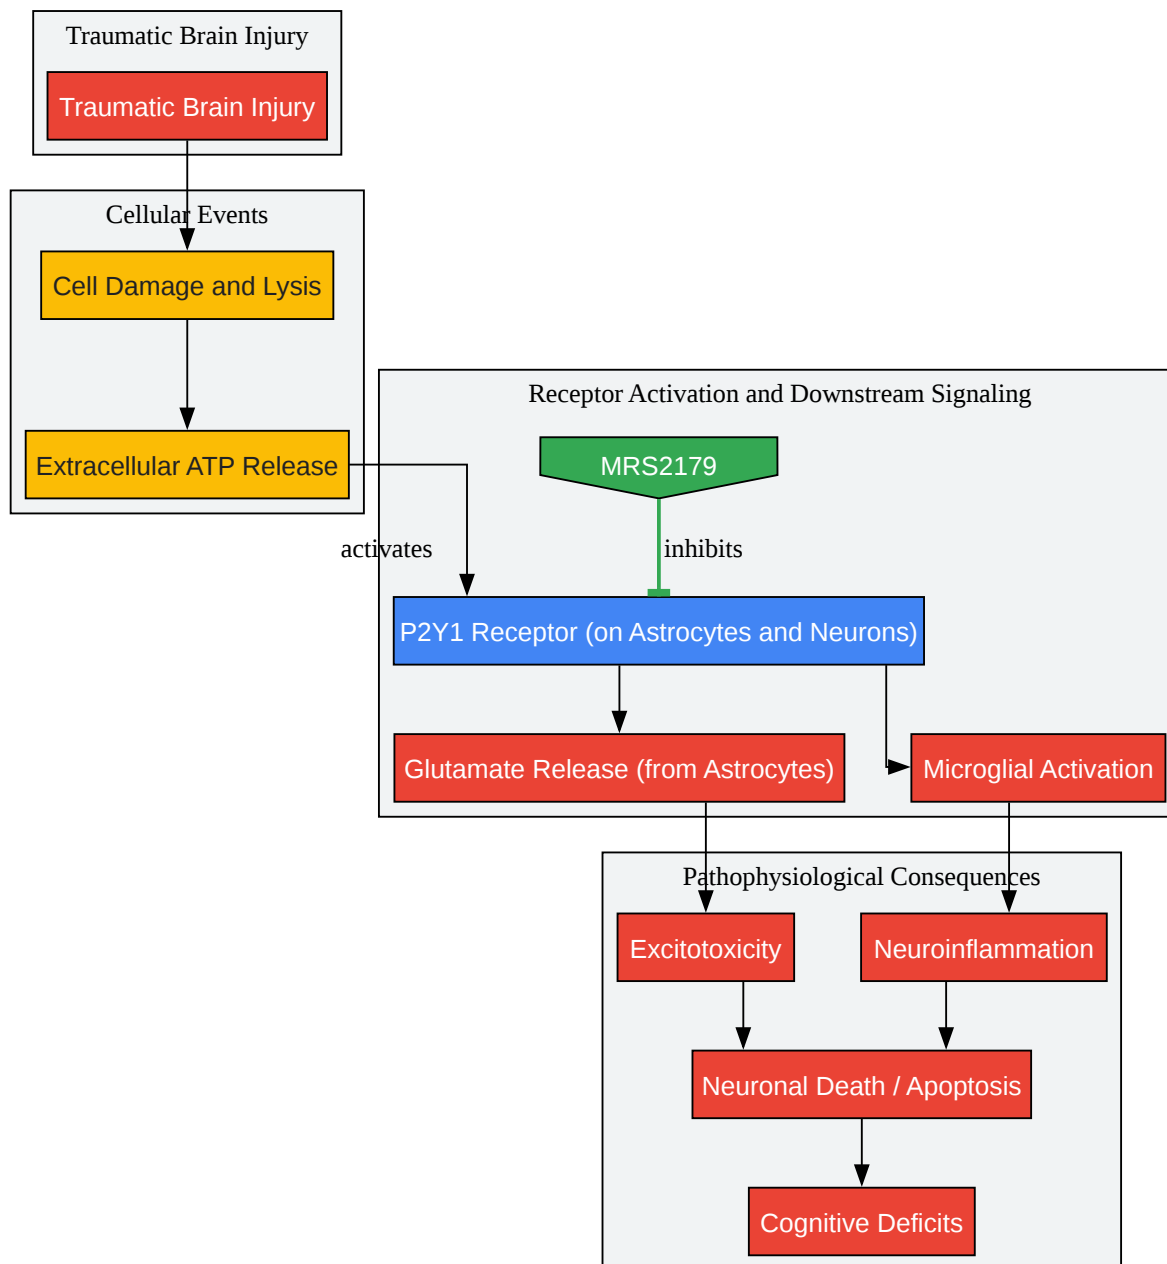 Traumatic Brain Injury
Traumatic Brain Injury
Cellular Events
Cell Damage and Lysis
Extracellular ATP Release
Receptor Activation and Downstream Signaling
MRS2179
activates
inhibits
P2Y1 Receptor (on Astrocytes and Neurons)
Glutamate Release (from Astrocytes)
Microglial Activation
Pathophysiological Consequences
Excitotoxicity
Neuroinflammation
Neuronal Death / Apoptosis
Cognitive Deficits